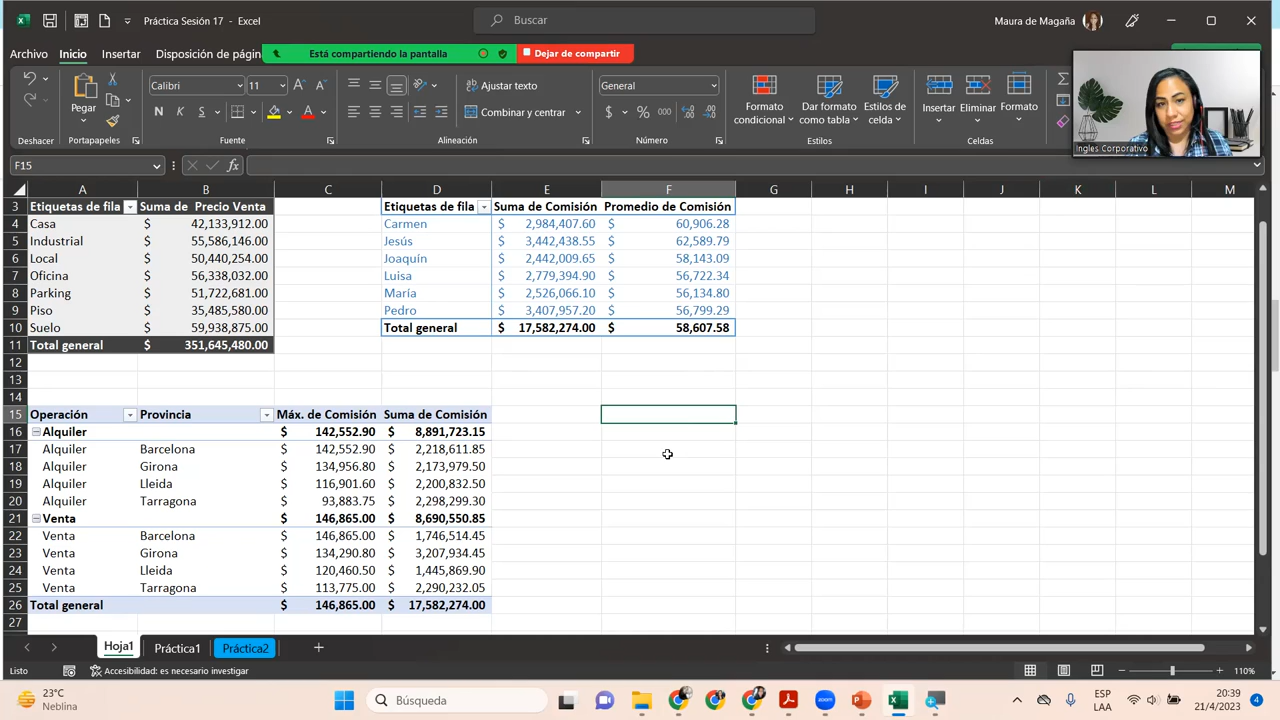 Práctica Sesión 17 - Excel
Buscar
Maura de Magaña
Archivo Inicio Insertar Disposición de págin
Está compartiendo la pantalla
Dejar de compartir
Pegar
Calibri 11
N K S
Ajustar texto
Combinar y centrar
General
$ % 000
Formato condicional
Dar formato como tabla
Estilos de celda
Insertar Eliminar Formato
Deshacer Portapapeles Fuente Alineación Número Estilos Celdas
Ingles Corporativo
F15 fx
A B C D E F G H I J K L M
3 Etiquetas de fila Suma de Precio Venta Etiquetas de fila Suma de Comisión Promedio de Comisión
4 Casa $ 42,133,912.00 Carmen $ 2,984,407.60 $ 60,906.28
5 Industrial $ 55,586,146.00 Jesús $ 3,442,438.55 $ 62,589.79
6 Local $ 50,440,254.00 Joaquín $ 2,442,009.65 $ 58,143.09
7 Oficina $ 56,338,032.00 Luisa $ 2,779,394.90 $ 56,722.34
8 Parking $ 51,722,681.00 María $ 2,526,066.10 $ 56,134.80
9 Piso $ 35,485,580.00 Pedro $ 3,407,957.20 $ 56,799.29
10 Suelo $ 59,938,875.00 Total general $ 17,582,274.00 $ 58,607.58
11 Total general $ 351,645,480.00
12
13
14
15 Operación Provincia Máx. de Comisión Suma de Comisión
16 Alquiler $ 142,552.90 $ 8,891,723.15
17 Alquiler Barcelona $ 142,552.90 $ 2,218,611.85
18 Alquiler Girona $ 134,956.80 $ 2,173,979.50
19 Alquiler Lleida $ 116,901.60 $ 2,200,832.50
20 Alquiler Tarragona $ 93,883.75 $ 2,298,299.30
21 Venta $ 146,865.00 $ 8,690,550.85
22 Venta Barcelona $ 146,865.00 $ 1,746,514.45
23 Venta Girona $ 134,290.80 $ 3,207,934.45
24 Venta Lleida $ 120,460.50 $ 1,445,869.90
25 Venta Tarragona $ 113,775.00 $ 2,290,232.05
26 Total general $ 146,865.00 $ 17,582,274.00
27
Hoja1 Práctica1 Práctica2
Listo Accesibilidad: es necesario investigar 110%
23°C
Neblina
Búsqueda
ESP
LAA
20:39
21/4/2023
4